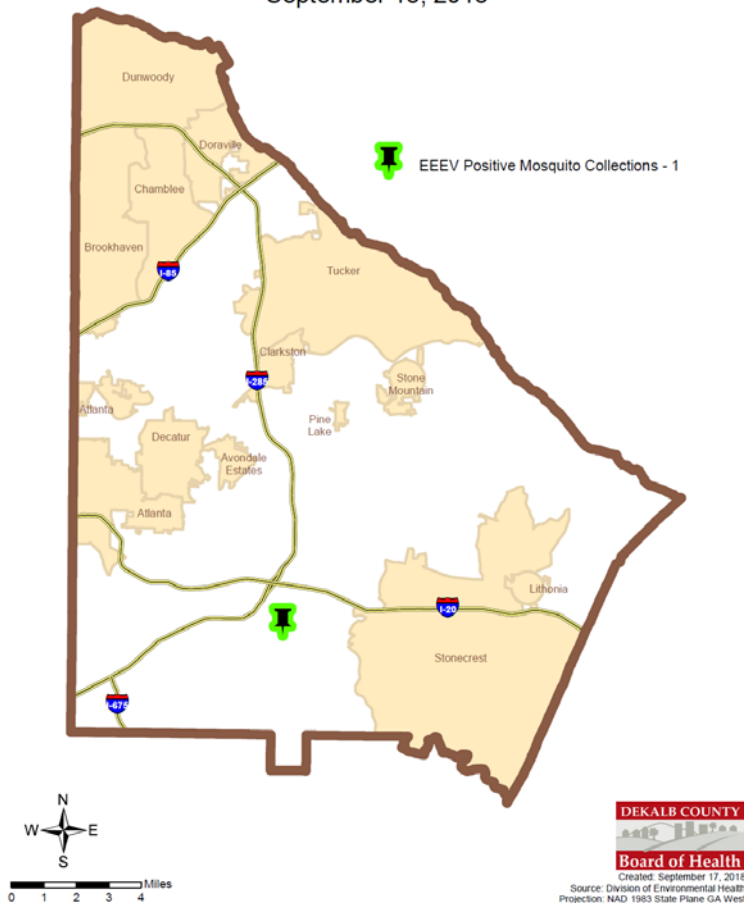 September 2018
Dunwoody
Doraville
EEEV Positive Mosquito Collections - 1
Chamblee
Brookhaven
I-85
Tucker
Clarkston
I-285
Stone
Mountain
Atlanta
Pine
Lake
Decatur
Avondale
Estates
Atlanta
Lithonia
I-20
Stonecrest
I-675
N
W E
S
Miles
0 1 2 3 4
DEKALB COUNTY
Board of Health
Created: September 17, 2018
Source: Division of Environmental Health
Projection: NAD 1983 State Plane GA West